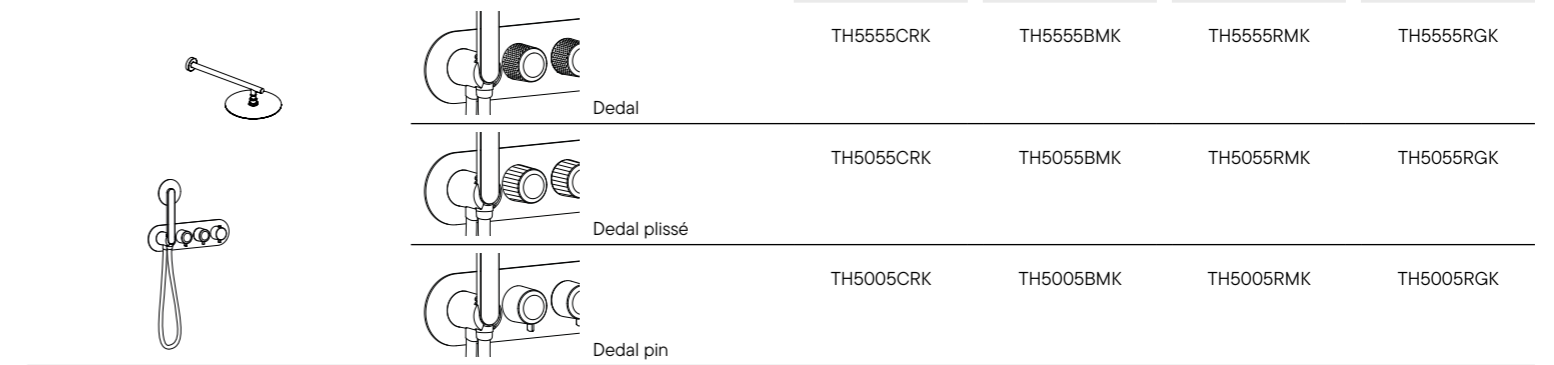 TH5555CRK TH5555BMK TH5555RMK TH5555RGK
Dedal
TH5055CRK TH5055BMK TH5055RMK TH5055RGK
Dedal plissé
TH5005CRK TH5005BMK TH5005RMK TH5005RGK
Dedal pin